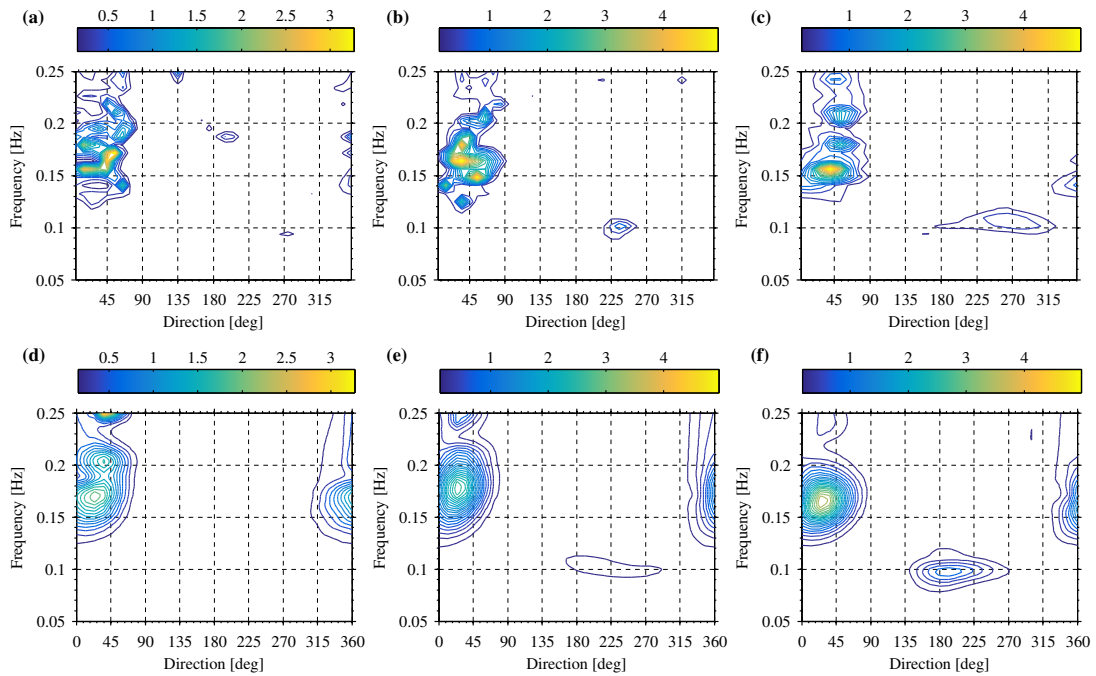 (a) 0.5 1 1.5 2 2.5 3
(b) 1 2 3 4
(c) 1 2 3 4
0.25 0.2 0.15 0.1 0.05
Frequency [Hz]
45 90 135 180 225 270 315
Direction [deg]
0.25 0.2 0.15 0.1 0.05
Frequency [Hz]
45 90 135 180 225 270 315
Direction [deg]
0.25 0.2 0.15 0.1 0.05
Frequency [Hz]
45 90 135 180 225 270 315
Direction [deg]
(d) 0.5 1 1.5 2 2.5 3
(e) 1 2 3 4
(f) 1 2 3 4
0.25 0.2 0.15 0.1 0.05
Frequency [Hz]
0 45 90 135 180 225 270 315 360
Direction [deg]
0.25 0.2 0.15 0.1 0.05
Frequency [Hz]
0 45 90 135 180 225 270 315 360
Direction [deg]
0.25 0.2 0.15 0.1 0.05
Frequency [Hz]
0 45 90 135 180 225 270 315 360
Direction [deg]